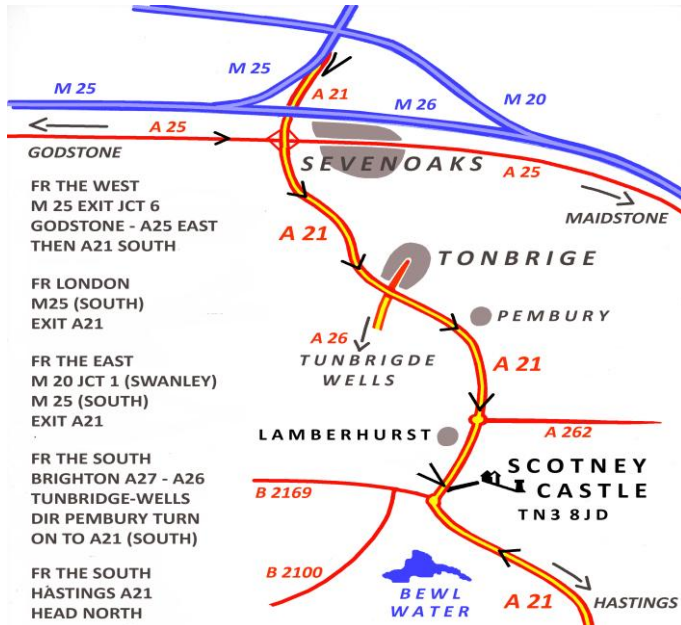 M 25
M 25
A 21
M 26
M 20
A 25
GODSTONE
SEVENOAKS
A 25
MAIDSTONE
FR THE WEST
M 25 EXIT JCT 6
GODSTONE - A25 EAST
THEN A21 SOUTH
A 21
TONBRIGE
FR LONDON
M25 (SOUTH)
EXIT A21
PEMBURY
A 26
TUNBRIGDE
WELLS
A 21
FR THE EAST
M 20 JCT 1 (SWANLEY)
M 25 (SOUTH)
EXIT A21
LAMBERHURST
A 262
FR THE SOUTH
BRIGHTON A27 - A26
TUNBRIDGE-WELLS
DIR PEMBURY TURN
ON TO A21 (SOUTH)
SCOTNEY
CASTLE
TN3 8JD
B 2169
B 2100
FR THE SOUTH
HASTINGS A21
HEAD NORTH
BEWL
WATER
A 21
HASTINGS